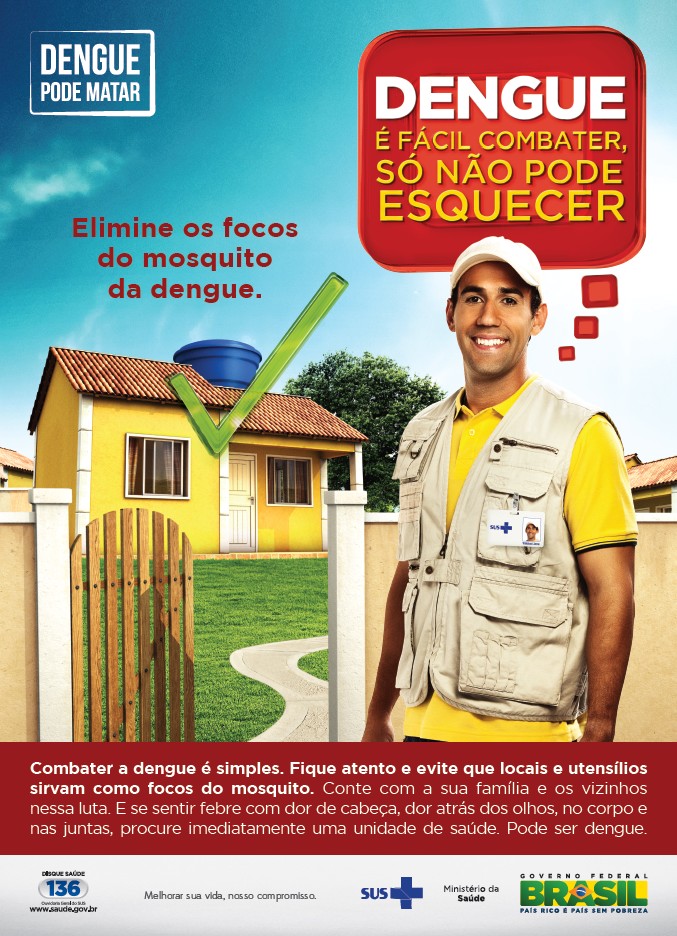 DENGUE
PODE MATAR
DENGUE
É FÁCIL COMBATER,
SÓ NÃO PODE
ESQUECER
Elimine os focos
do mosquito
da dengue.
SUS
Combater a dengue é simples. Fique atento e evite que locais e utensílios
sirvam como focos do mosquito. Conte com a sua família e os vizinhos
nessa luta. E se sentir febre com dor de cabeça, dor atrás dos olhos, no corpo e
nas juntas, procure imediatamente uma unidade de saúde. Pode ser dengue.
DISQUE SAÚDE
136
Ouvidoria Geral do SUS
www.saude.gov.br
Melhorar sua vida, nosso compromisso.
SUS
Ministério da
Saúde
GOVERNO FEDERAL
BRASIL
PAÍS RICO É PAÍS SEM POBREZA